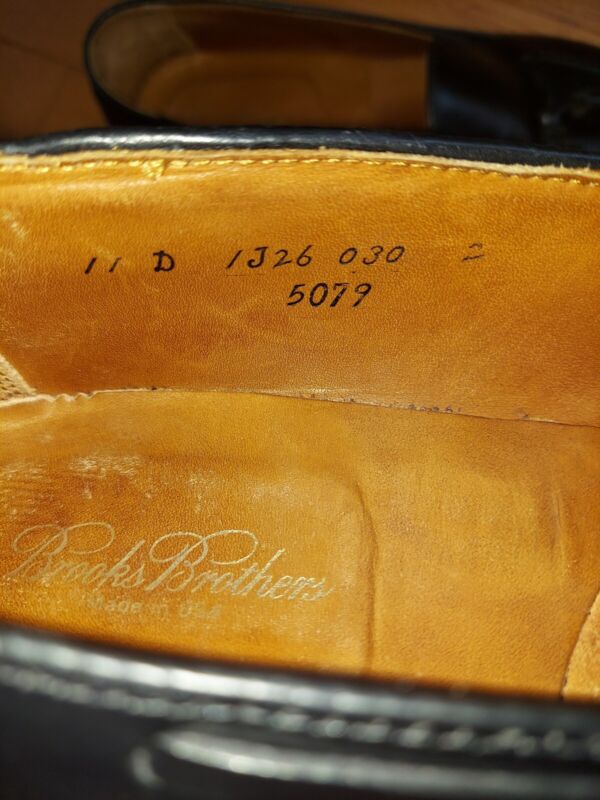 11 D 1J26 030 2
5079
Brooks Brothers
Made in USA